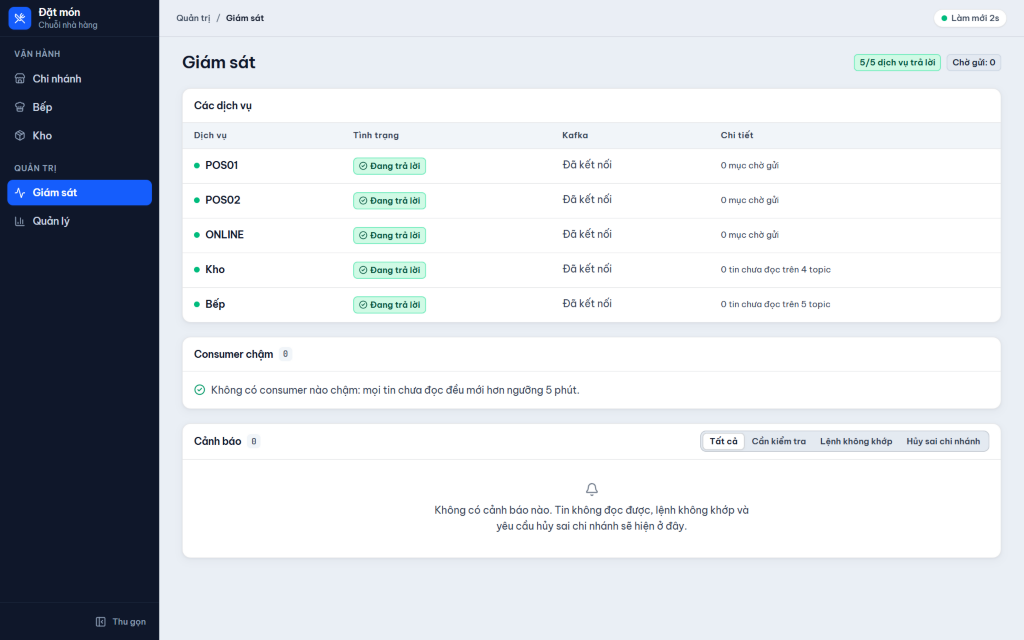 Đặt món
Chuỗi nhà hàng
VẬN HÀNH
Chi nhánh
Bếp
Kho
QUẢN TRỊ
Giám sát
Quản lý
Thu gọn
Quản trị / Giám sát
Làm mới 2s
Giám sát
5/5 dịch vụ trả lời
Chờ gửi: 0
Các dịch vụ
Dịch vụ Tình trạng Kafka Chi tiết
POS01 Đang trả lời Đã kết nối 0 mục chờ gửi
POS02 Đang trả lời Đã kết nối 0 mục chờ gửi
ONLINE Đang trả lời Đã kết nối 0 mục chờ gửi
Kho Đang trả lời Đã kết nối 0 tin chưa đọc trên 4 topic
Bếp Đang trả lời Đã kết nối 0 tin chưa đọc trên 5 topic
Consumer chậm 0
Không có consumer nào chậm: mọi tin chưa đọc đều mới hơn ngưỡng 5 phút.
Cảnh báo 0
Tất cả Cần kiểm tra Lệnh không khớp Hủy sai chi nhánh
Không có cảnh báo nào. Tin không đọc được, lệnh không khớp và
yêu cầu hủy sai chi nhánh sẽ hiện ở đây.